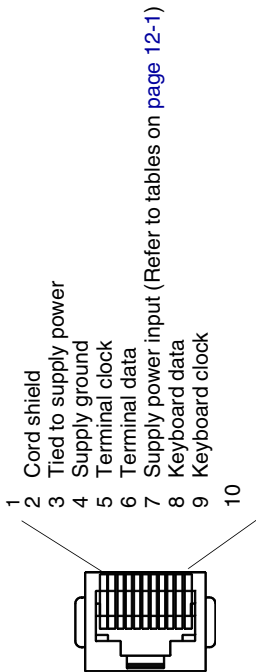 1
2 Cord shield
3 Tied to supply power
4 Supply ground
5 Terminal clock
6 Terminal data
7 Supply power input (Refer to tables on page 12-1)
8 Keyboard data
9 Keyboard clock
10